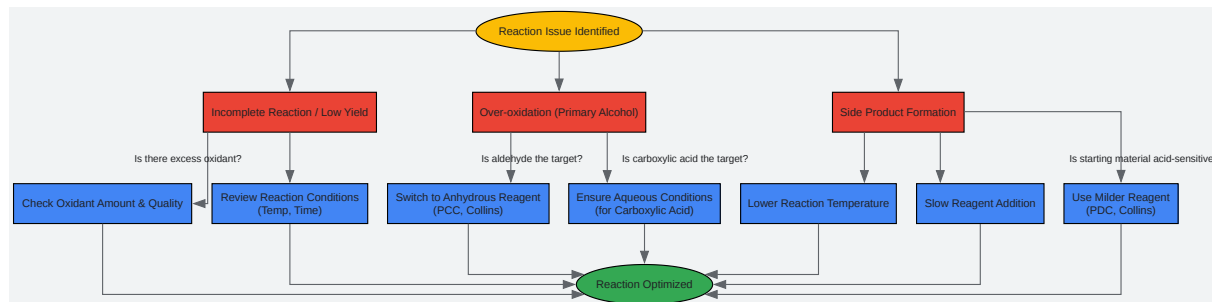 Reaction Issue Identified
Incomplete Reaction / Low Yield
Over-oxidation (Primary Alcohol)
Side Product Formation
Is there excess oxidant?
Is aldehyde the target?
Is carboxylic acid the target?
Is starting material acid-sensitive
Check Oxidant Amount & Quality
Review Reaction Conditions
(Temp, Time)
Switch to Anhydrous Reagent
(PCC, Collins)
Ensure Aqueous Conditions
(for Carboxylic Acid)
Lower Reaction Temperature
Slow Reagent Addition
Use Milder Reagent
(PDC, Collins)
Reaction Optimized